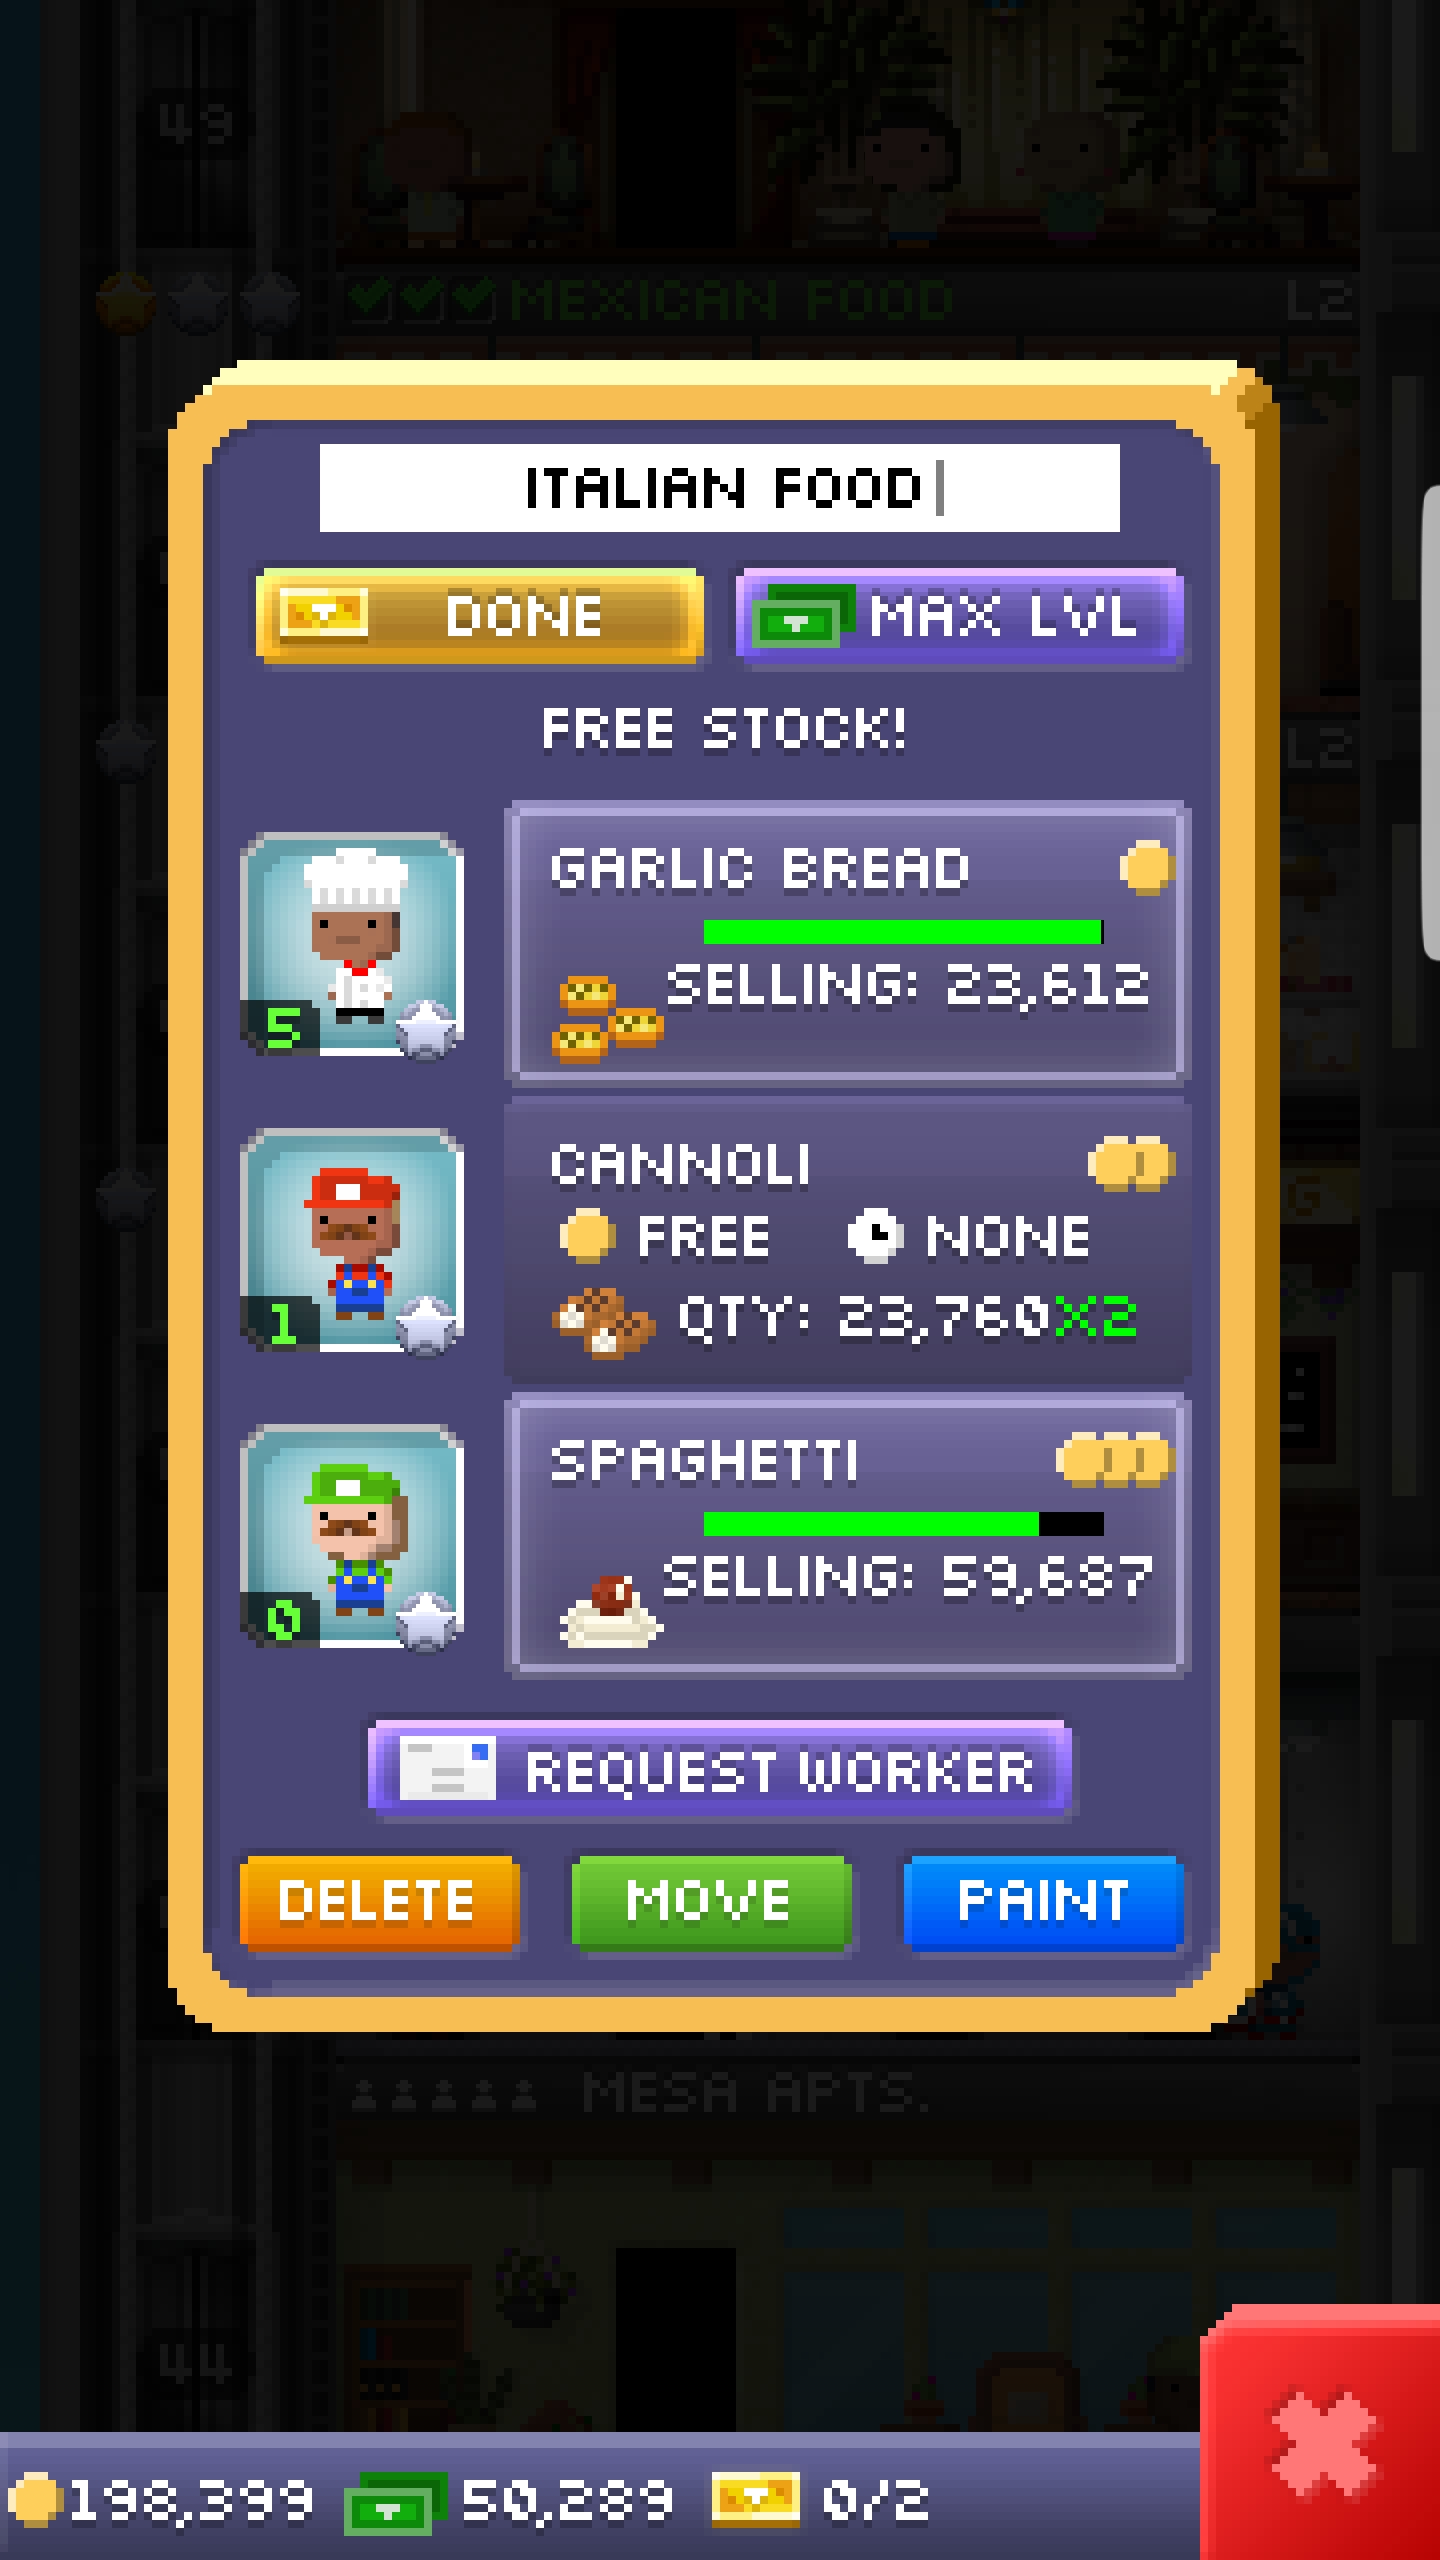 49
MEXICAN FOOD L2
ITALIAN FOOD
DONE
MAX LVL
FREE STOCK!
L2
5
GARLIC BREAD
SELLING: 23,612
1
CANNOLI
FREE NONE
QTY: 23,760X2
0
SPAGHETTI
SELLING: 59,687
REQUEST WORKER
DELETE
MOVE
PAINT
MESA APTS.
44
198,399 50,289 0/2